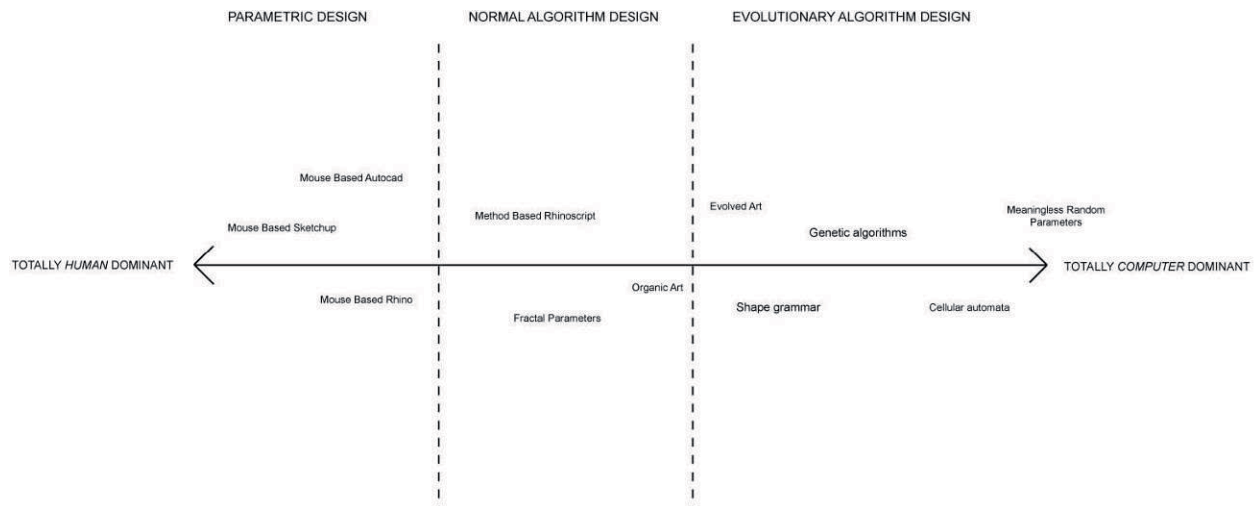 PARAMETRIC DESIGN
NORMAL ALGORITHM DESIGN
EVOLUTIONARY ALGORITHM DESIGN
Mouse Based Autocad
Mouse Based Sketchup
Method Based Rhinoscript
Evolved Art
Genetic algorithms
Meaningless Random
Parameters
TOTALLY HUMAN DOMINANT
TOTALLY COMPUTER DOMINANT
Mouse Based Rhino
Organic Art
Fractal Parameters
Shape grammar
Cellular automata